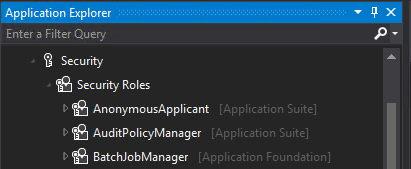 Application Explorer
Enter a Filter Query
Security
Security Roles
AnonymousApplicant [Application Suite]
AuditPolicyManager [Application Suite]
BatchJobManager [Application Foundation]